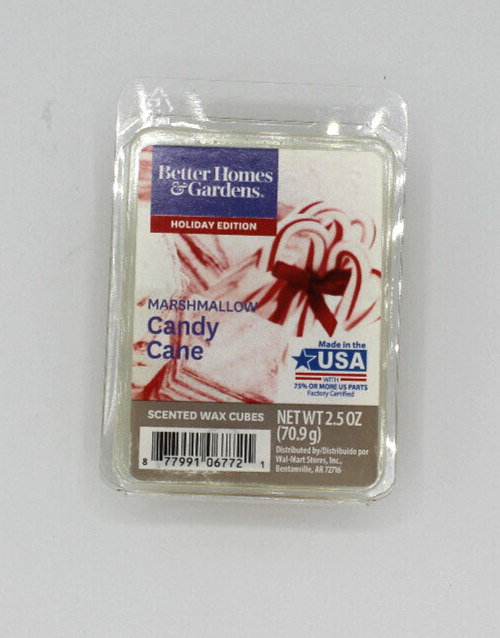 Better Homes
& Gardens®
HOLIDAY EDITION
MARSHMALLOW
Candy
Cane
Made in the
USA
WITH
75% OR MORE US PARTS
Factory Certified
SCENTED WAX CUBES
NET WT 2.5 OZ
(70.9 g)
Distributed by/Distribuido por
Wal-Mart Stores, Inc.,
Bentonville, AR 72716
8 77991 06772 1